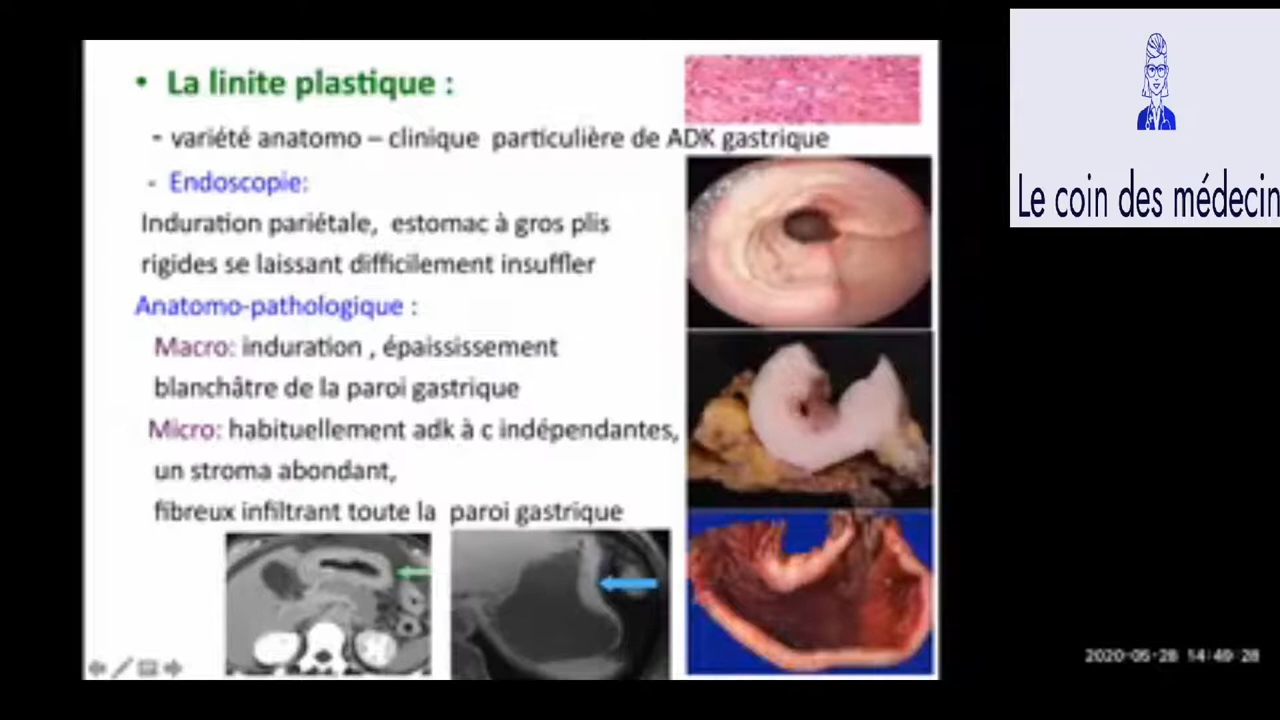 • La linite plastique :
- variété anatomo – clinique particulière de ADK gastrique
- Endoscopie:
Induration pariétale, estomac à gros plis
rigides se laissant difficilement insuffler
Anatomo-pathologique :
Macro: induration , épaississement
blanchâtre de la paroi gastrique
Micro: habituellement adk à c indépendantes,
un stroma abondant,
fibreux infiltrant toute la paroi gastrique
Le coin des médecin
2020-05-28 14:49:28